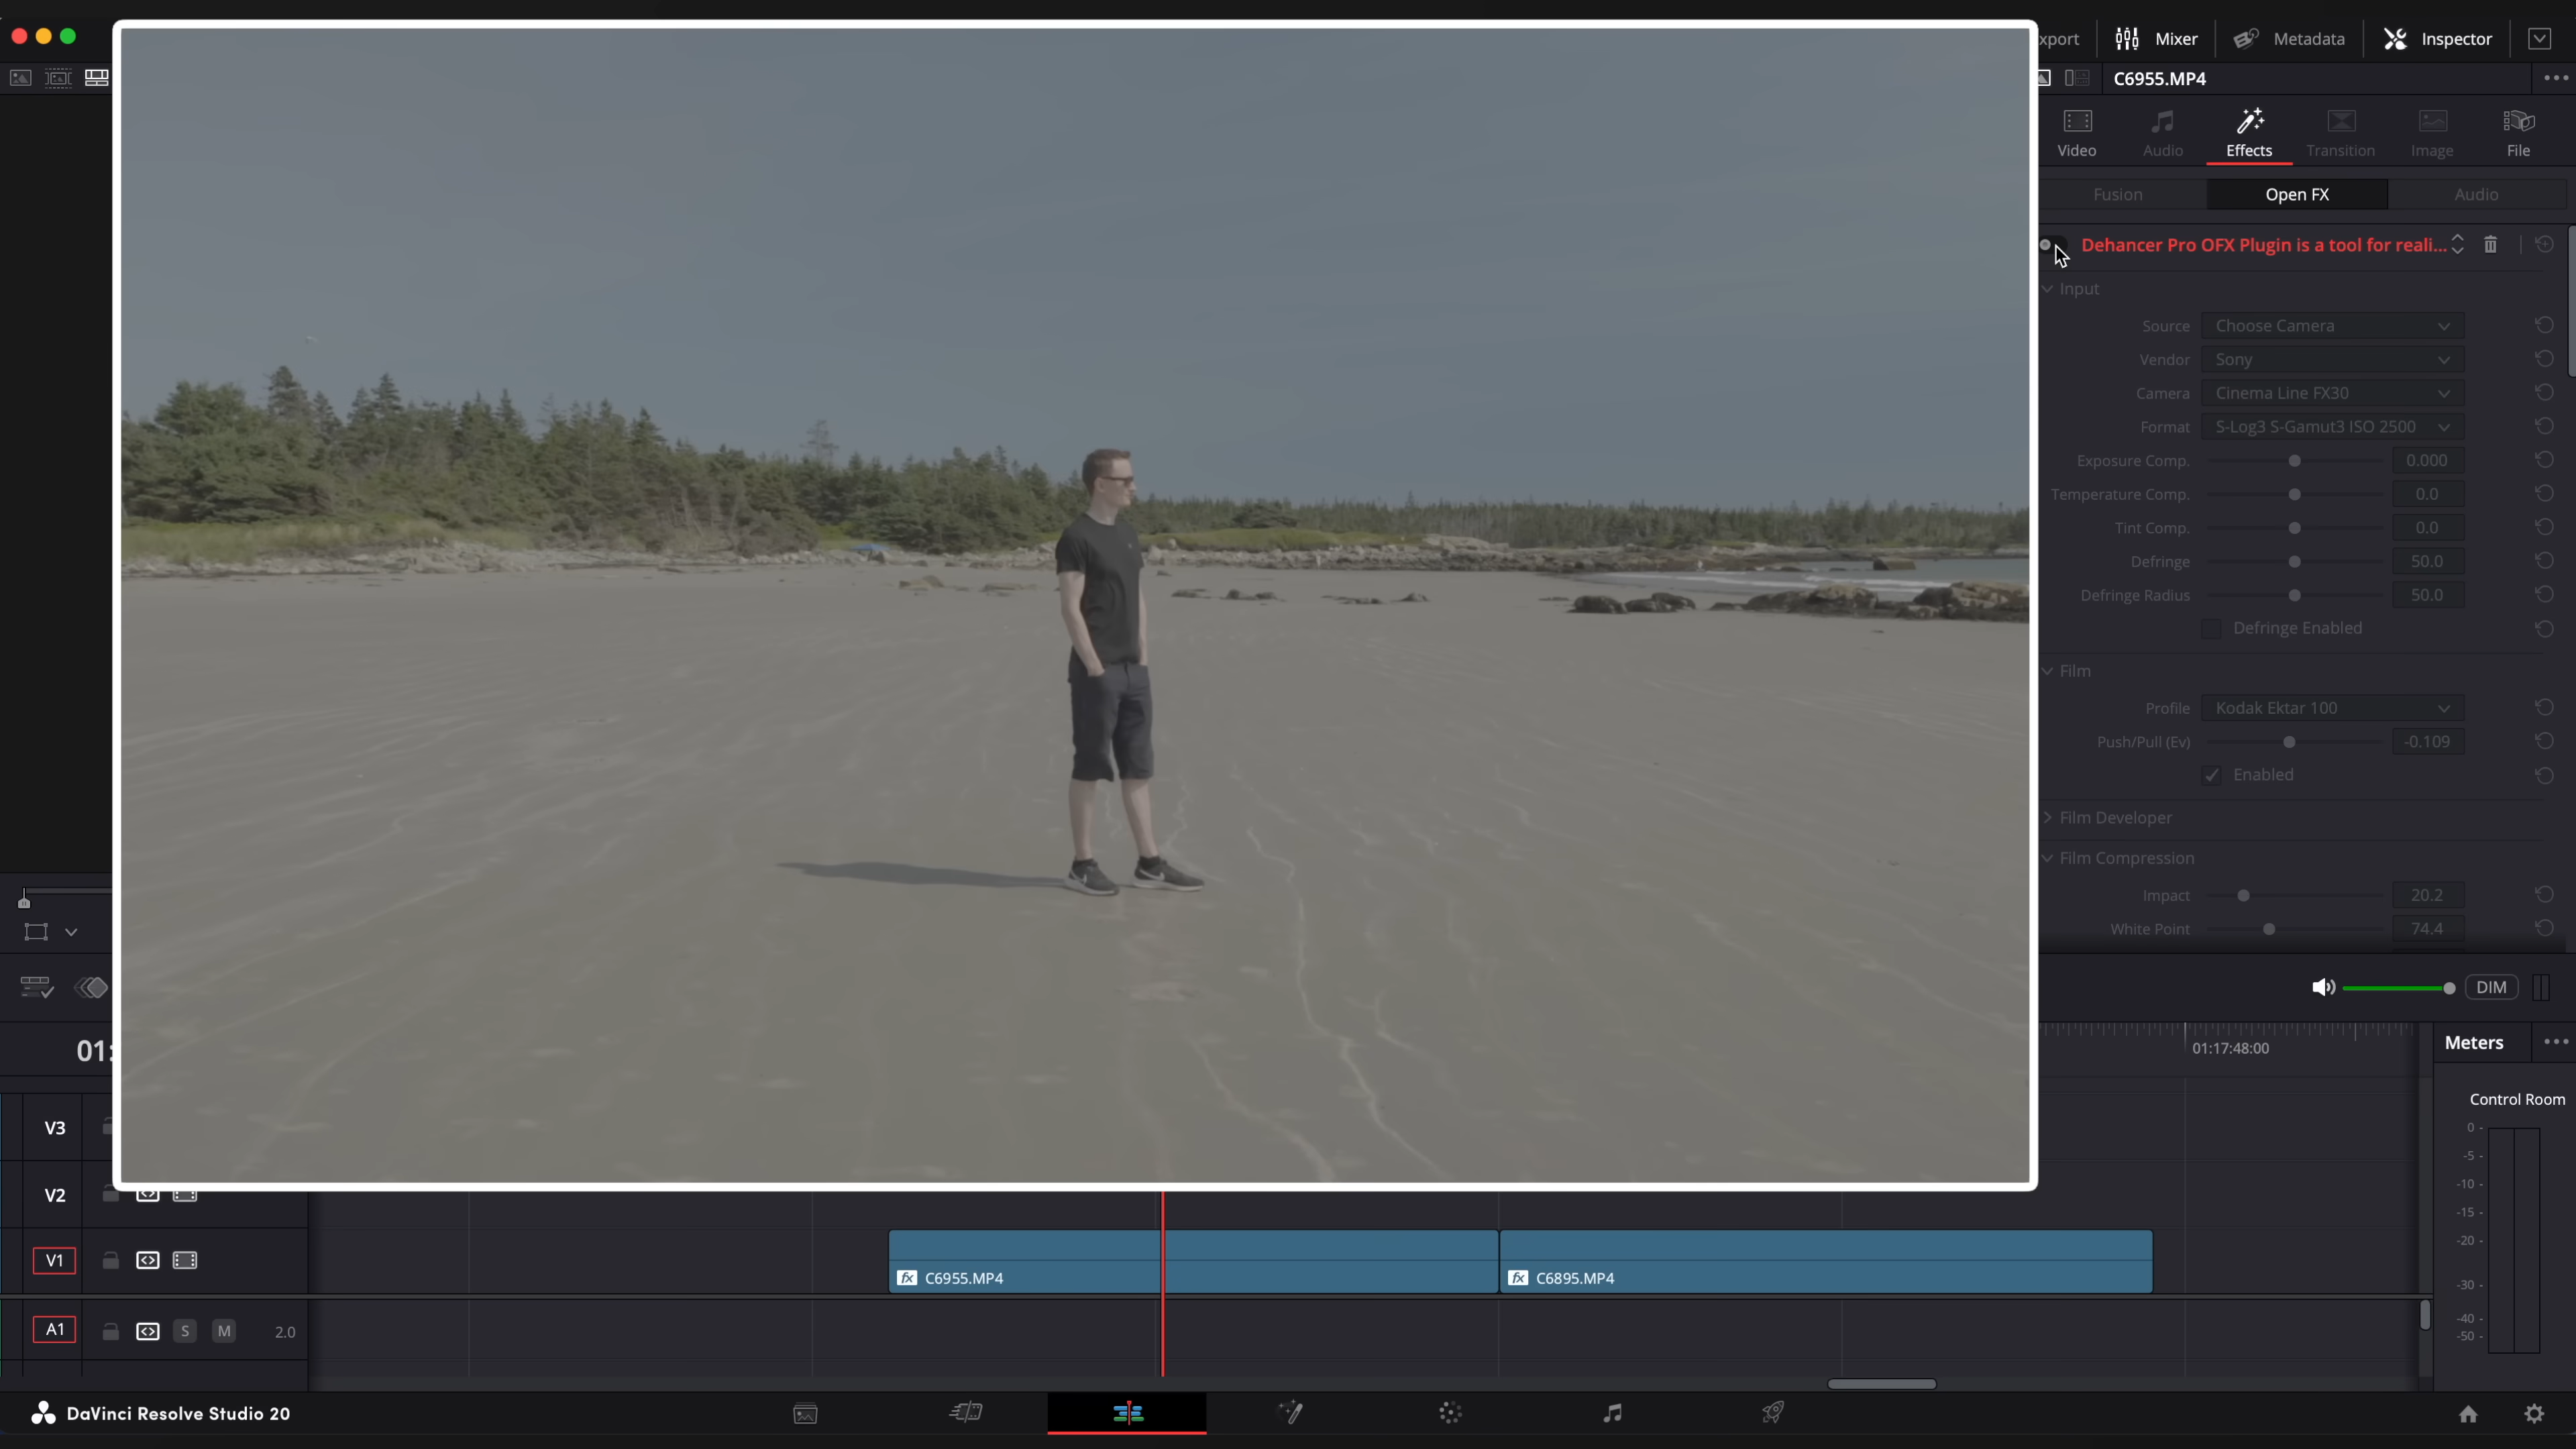 xport
Mixer
Metadata
Inspector
C6955.MP4
Video
Audio
Effects
Transition
Image
File
Fusion
Open FX
Audio
Dehancer Pro OFX Plugin is a tool for reali...
Input
Source Choose Camera
Vendor Sony
Camera Cinema Line FX30
Format S-Log3 S-Gamut3 ISO 2500
Exposure Comp. 0.000
Temperature Comp. 0.0
Tint Comp. 0.0
Defringe 50.0
Defringe Radius 50.0
Defringe Enabled
Film
Profile Kodak Ektar 100
Push/Pull (Ev) -0.109
Enabled
Film Developer
Film Compression
Impact 20.2
White Point 74.4
DIM
01:
01:17:48:00
Meters
Control Room
0 -
-5 -
-10 -
-15 -
-20 -
-30 -
-40 -
-50 -
V3
V2
V1
fx C6955.MP4
fx C6895.MP4
A1
S
M
2.0
DaVinci Resolve Studio 20